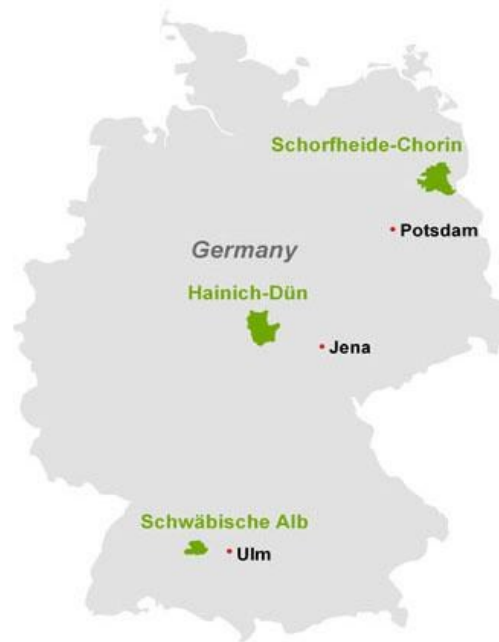 Schorfheide-Chorin
Potsdam
Germany
Hainich-Dün
Jena
Schwäbische Alb
Ulm